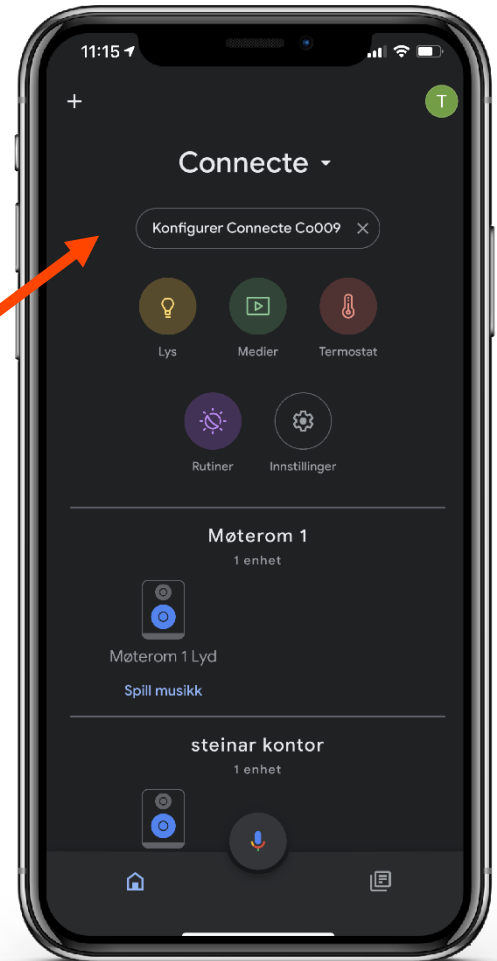 11:15
T
Connecte
Konfigurer Connecte Co009
Lys Medier Termostat
Rutiner Innstillinger
Møterom 1
1 enhet
Møterom 1 Lyd
Spill musikk
steinar kontor
1 enhet